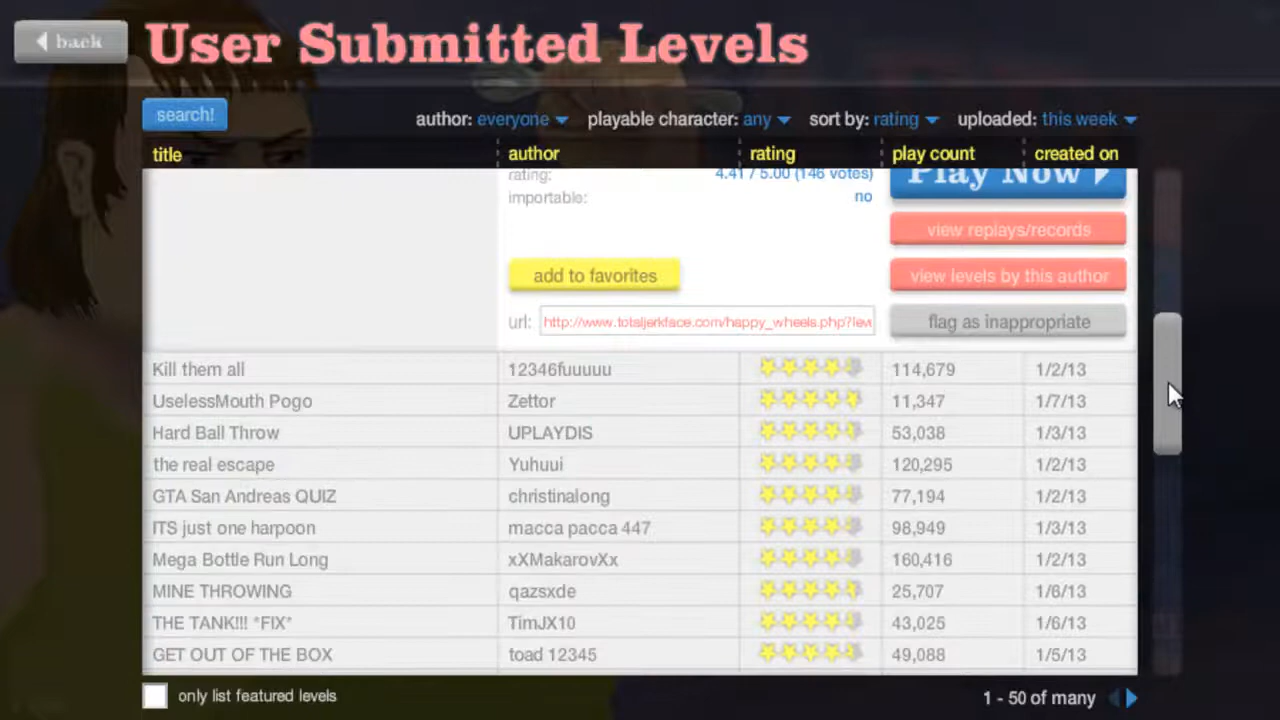 back
User Submitted Levels
search!
author: everyone playable character: any sort by: rating uploaded: this week
title author rating play count created on
rating: 4.41 / 5.00 (146 votes)
Play Now
importable: no
view replays/records
add to favorites
view levels by this author
url: http://www.totaljerkface.com/happy_wheels.php?lev
flag as inappropriate
Kill them all 12346fuuuuu 114,679 1/2/13
UselessMouth Pogo Zettor 11,347 1/7/13
Hard Ball Throw UPLAYDIS 53,038 1/3/13
the real escape Yuhuui 120,295 1/2/13
GTA San Andreas QUIZ christinalong 77,194 1/2/13
ITS just one harpoon macca pacca 447 98,949 1/3/13
Mega Bottle Run Long xXMakarovXx 160,416 1/2/13
MINE THROWING qazsxde 25,707 1/6/13
THE TANK!!! *FIX* TimJX10 43,025 1/6/13
GET OUT OF THE BOX toad 12345 49,088 1/5/13
only list featured levels
1 - 50 of many